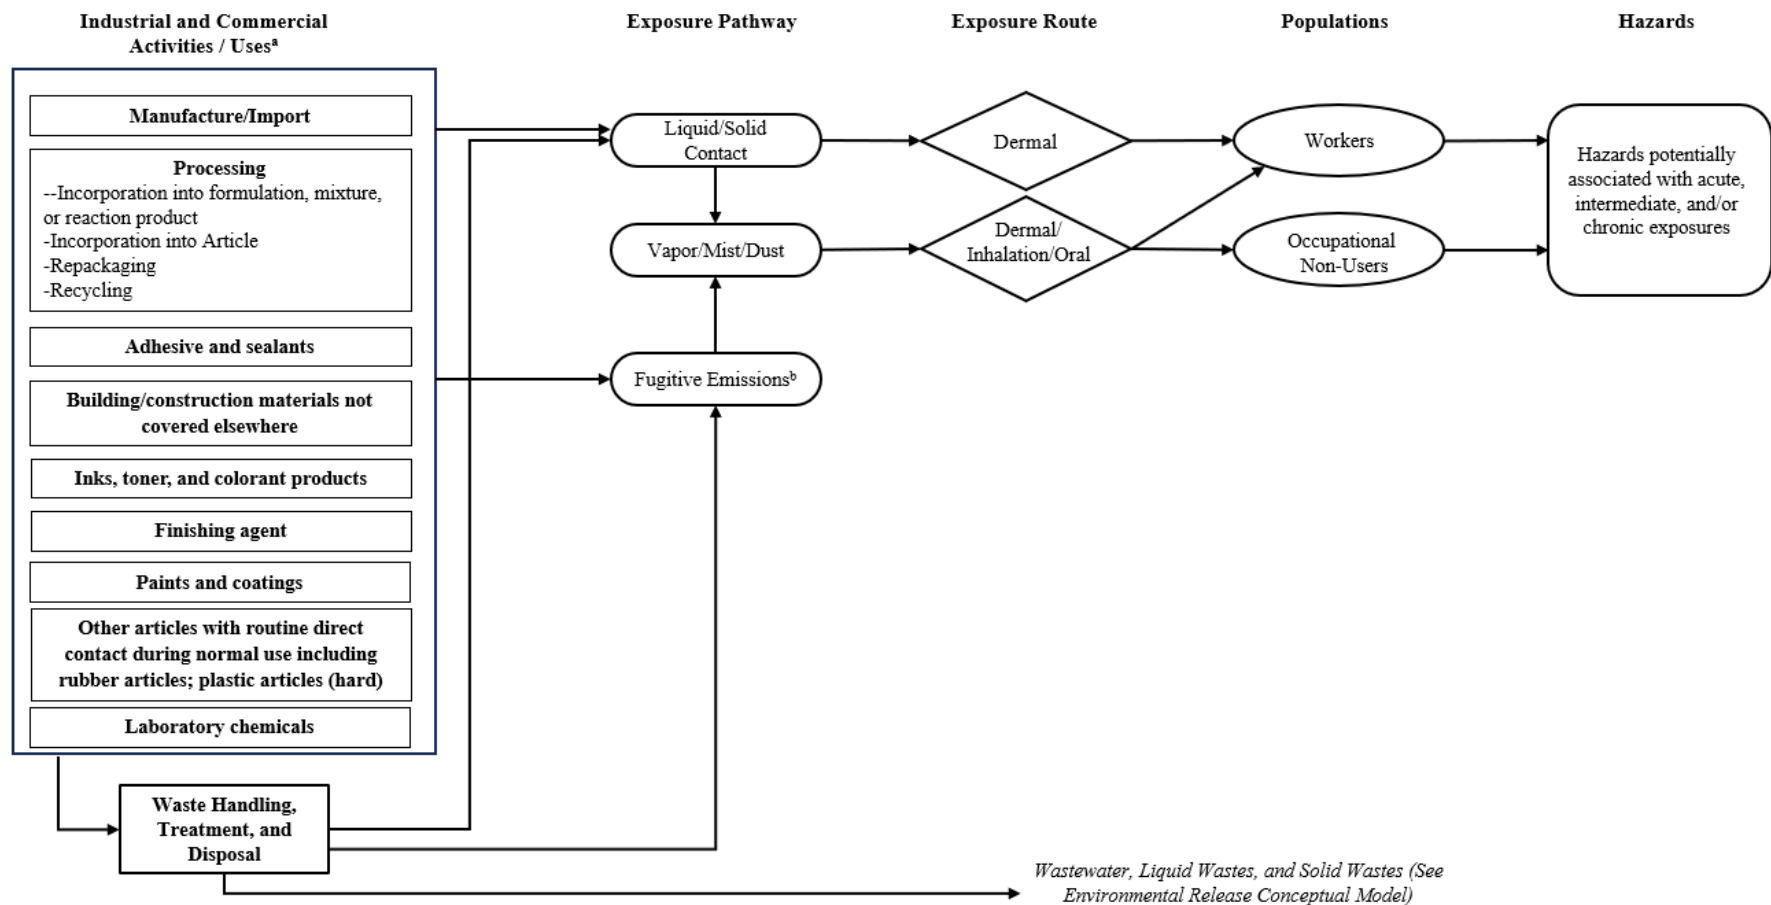 Industrial and Commercial
Activities / Usesᵃ
Exposure Pathway
Exposure Route
Populations
Hazards
Manufacture/Import
Processing
--Incorporation into formulation, mixture,
or reaction product
-Incorporation into Article
-Repackaging
-Recycling
Adhesive and sealants
Building/construction materials not
covered elsewhere
Inks, toner, and colorant products
Finishing agent
Paints and coatings
Other articles with routine direct
contact during normal use including
rubber articles; plastic articles (hard)
Laboratory chemicals
Waste Handling,
Treatment, and
Disposal
Liquid/Solid
Contact
Vapor/Mist/Dust
Fugitive Emissionsᵇ
Dermal
Dermal/
Inhalation/Oral
Workers
Occupational
Non-Users
Hazards potentially
associated with acute,
intermediate, and/or
chronic exposures
Wastewater, Liquid Wastes, and Solid Wastes (See
Environmental Release Conceptual Model)